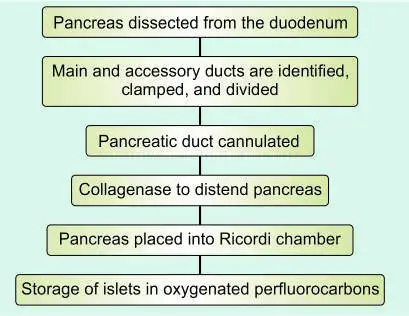 Pancreas dissected from the duodenum
Main and accessory ducts are identified,
clamped, and divided
Pancreatic duct cannulated
Collagenase to distend pancreas
Pancreas placed into Ricordi chamber
Storage of islets in oxygenated perfluorocarbons